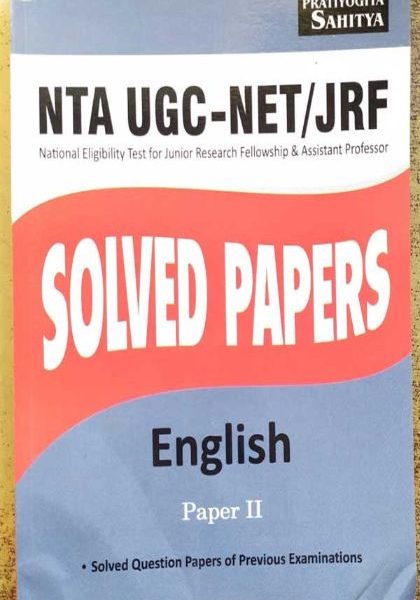 PRATIYOGITA
SAHITYA
NTA UGC-NET/JRF
National Eligibility Test for Junior Research Fellowship & Assistant Professor
SOLVED PAPERS
English
Paper II
• Solved Question Papers of Previous Examinations